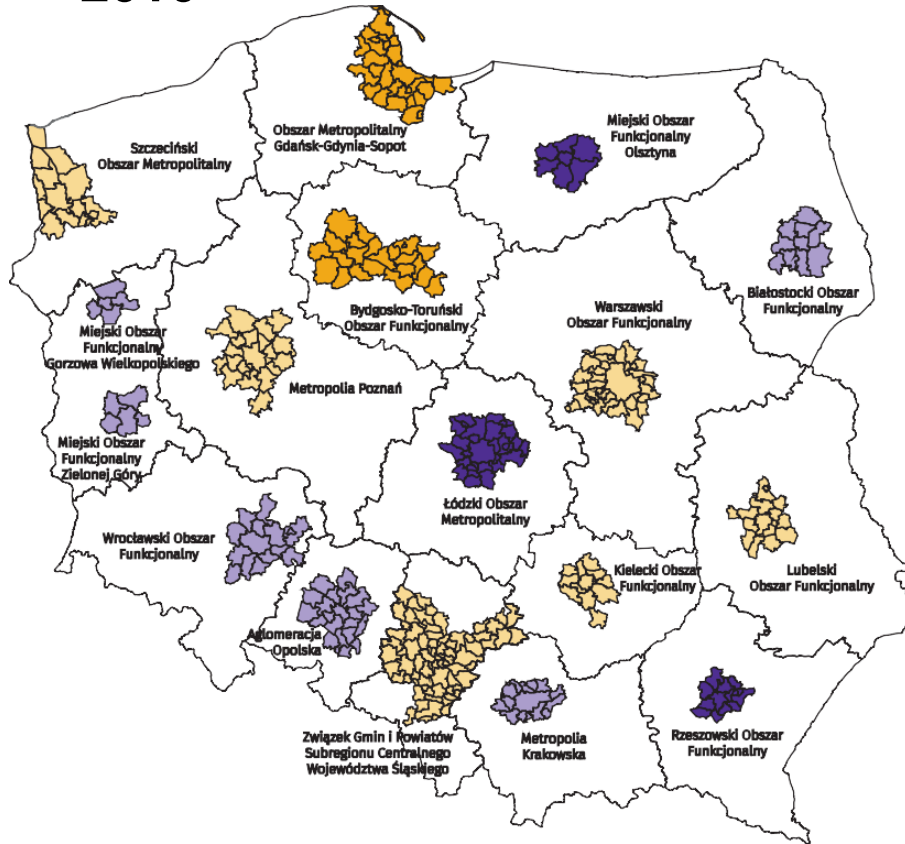 Obszar Metropolitalny
Gdańsk-Gdynia-Sopot
Miejski Obszar
Funkcjonalny
Olsztyna
Szczeciński
Obszar Metropolitalny
Białostocki Obszar
Funkcjonalny
Bydgosko-Toruński
Obszar Funkcjonalny
Warszawski
Obszar Funkcjonalny
Miejski Obszar
Funkcjonalny
Gorzowa Wielkopolskiego
Metropolia Poznań
Miejski Obszar
Funkcjonalny
Zielonej Góry
Łódzki Obszar
Metropolitalny
Wrocławski Obszar
Funkcjonalny
Kielecki Obszar
Funkcjonalny
Lubelski
Obszar Funkcjonalny
Aglomeracja
Opolska
Związek Gmin i Powiatów
Subregionu Centralnego
Województwa Śląskiego
Metropolia
Krakowska
Rzeszowski Obszar
Funkcjonalny